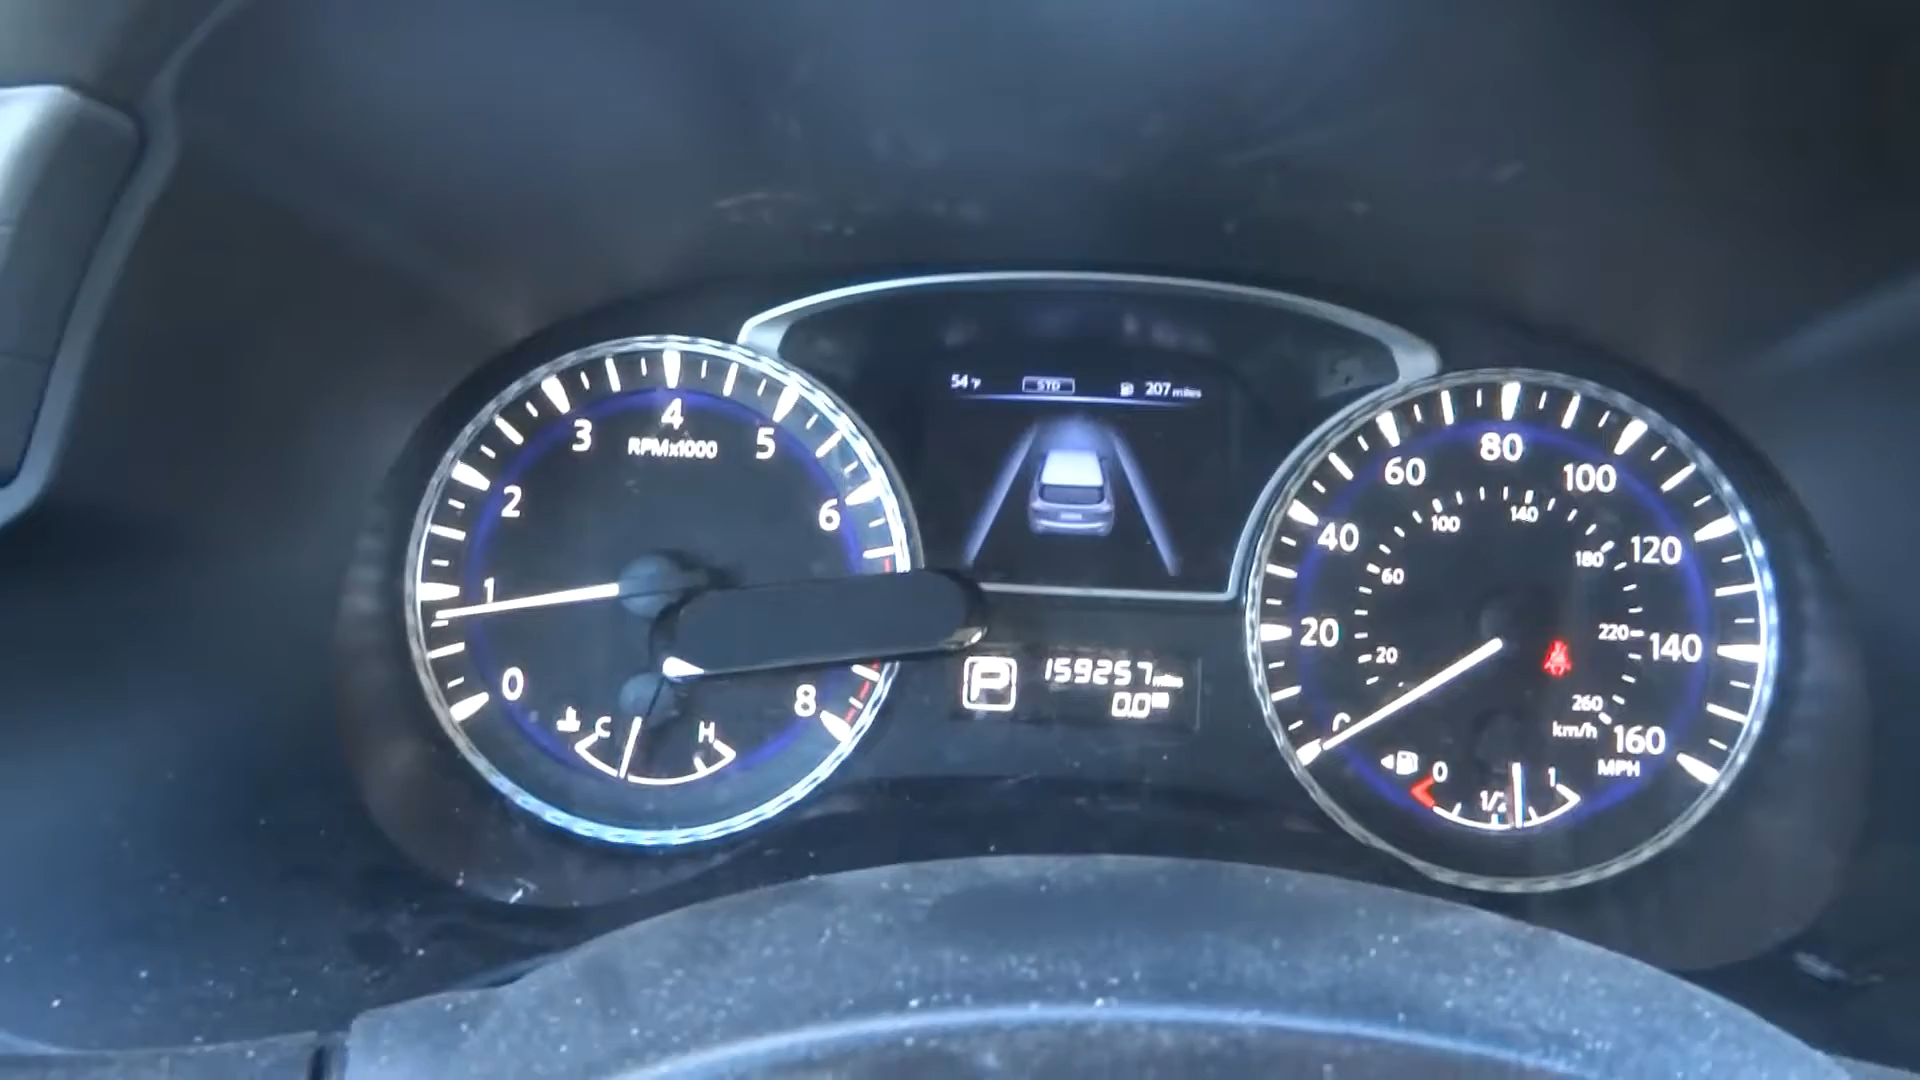 54°F STD 207 miles
0 1 2 3 4 5 6 8
RPMx1000
C H
P 159257 miles
0.0
20 40 60 80 100 120 140 160
MPH
20 60 100 140 180 220 260
km/h
0 1/2 1